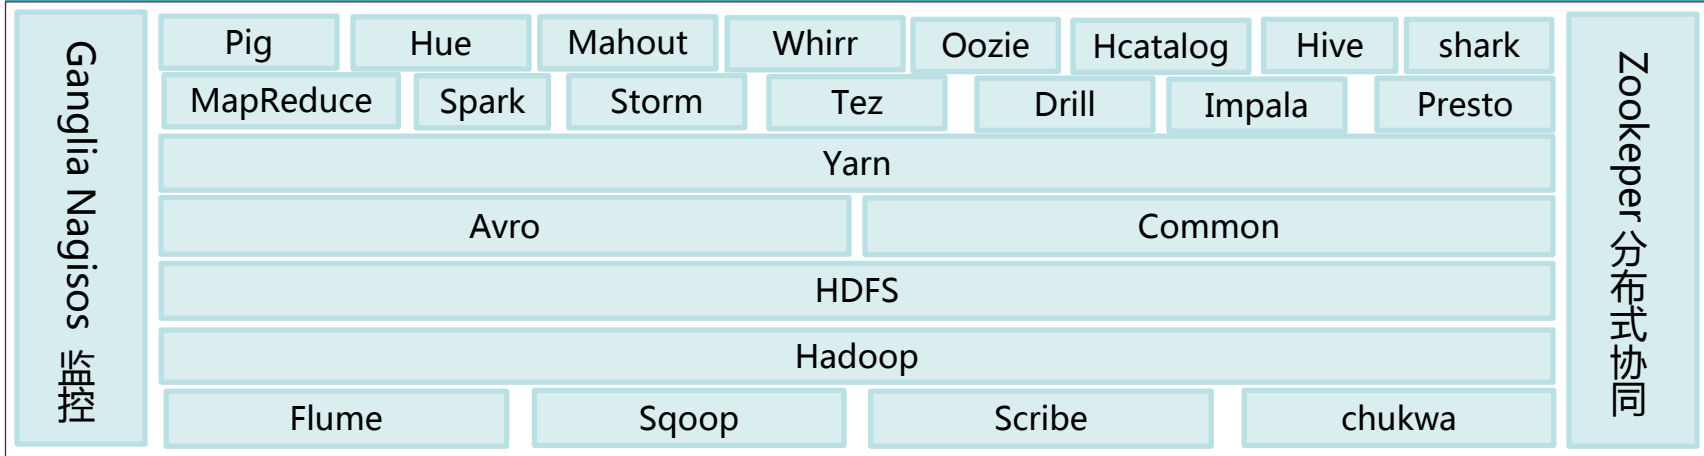 Ganglia Nagisos 监控
Pig Hue Mahout Whirr Oozie Hcatalog Hive shark
MapReduce Spark Storm Tez Drill Impala Presto
Yarn
Avro Common
HDFS
Hadoop
Flume Sqoop Scribe chukwa
Zookeper 分布式协同